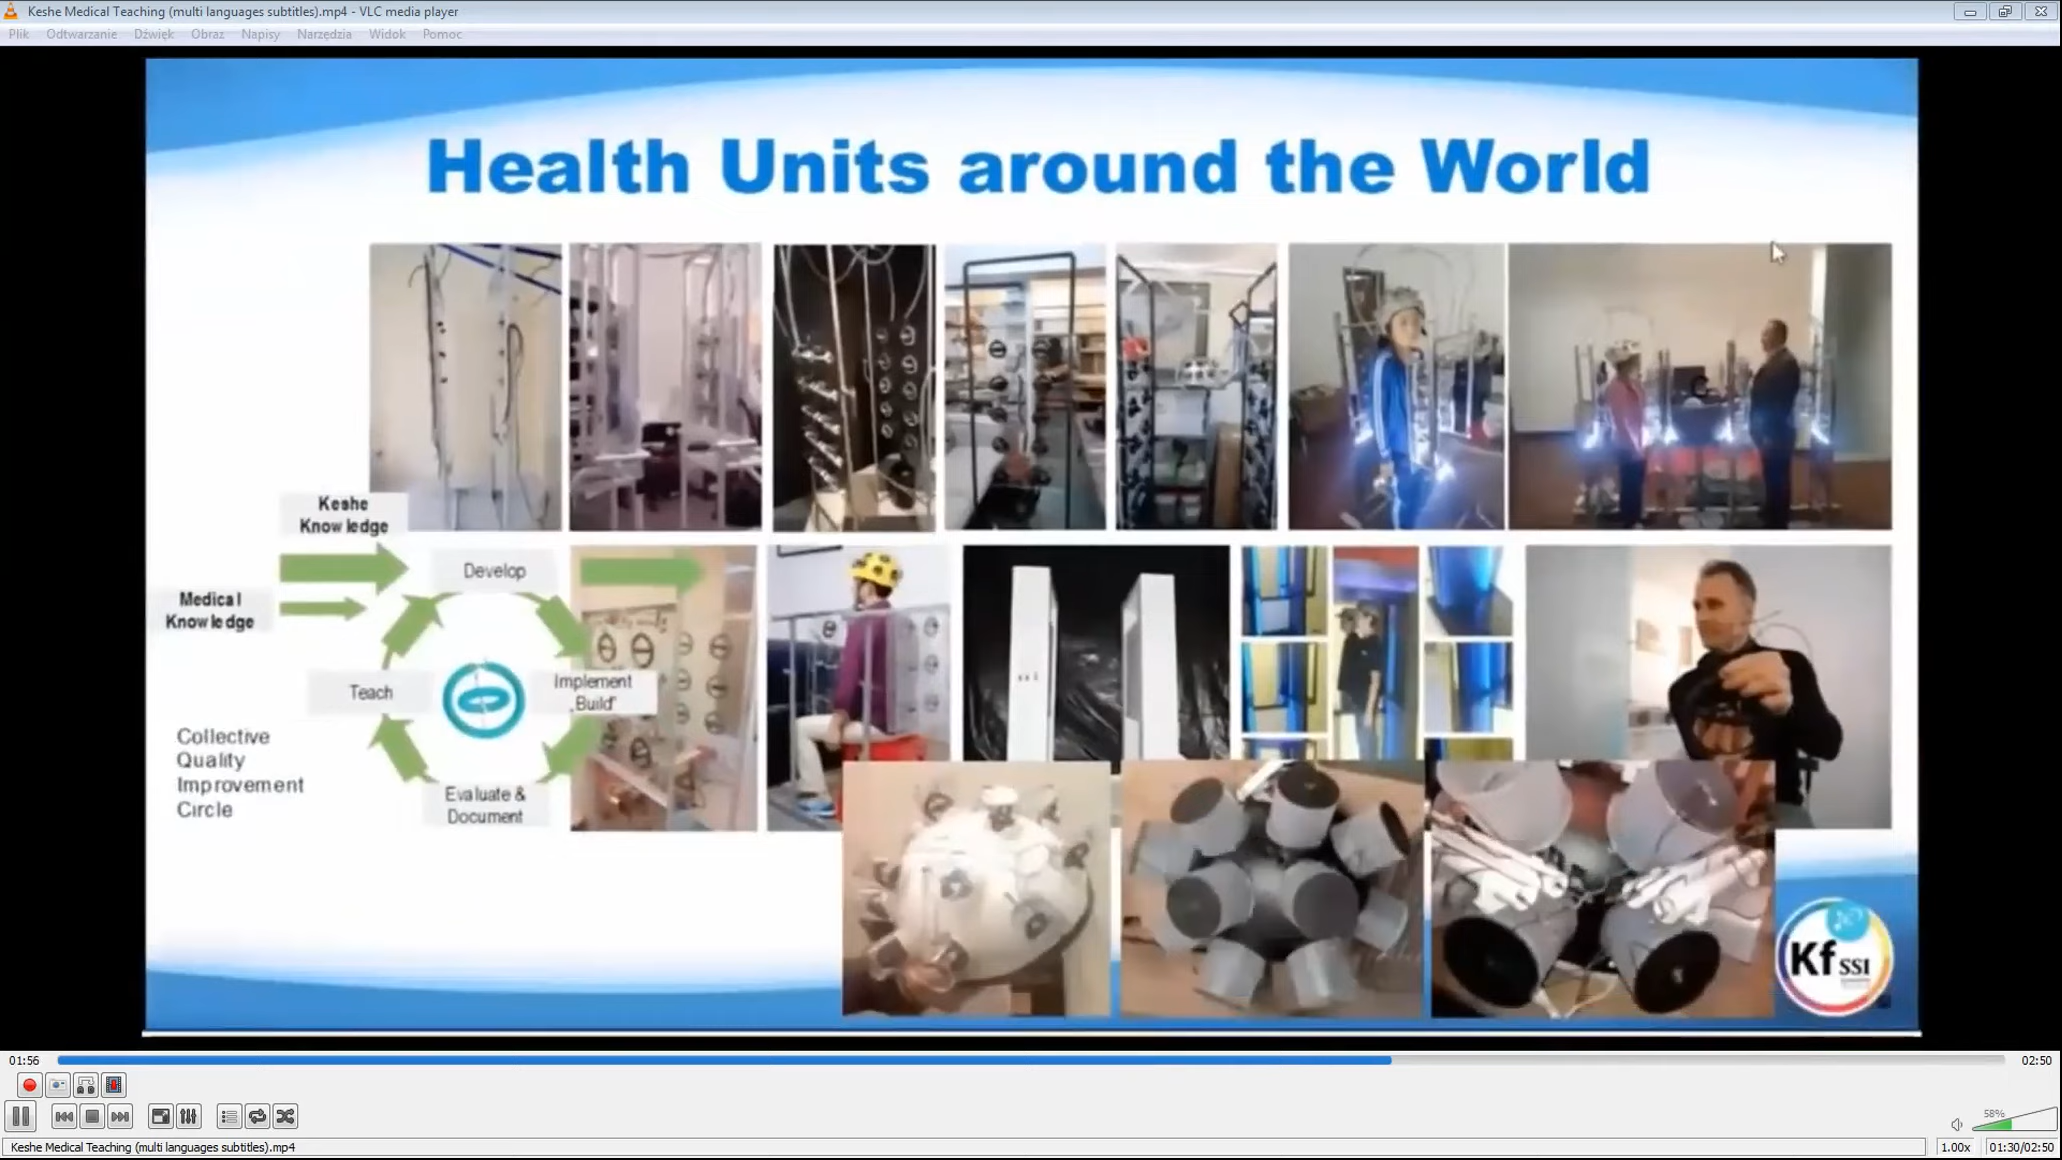 Keshe Medical Teaching (multi languages subtitles).mp4 - VLC media player
Plik Odtwarzanie Dźwięk Obraz Napisy Narzędzia Widok Pomoc
Health Units around the World
Keshe
Knowledge
Medical
Knowledge
Develop
Teach
Implement
„Build"
Evaluate &
Document
Collective
Quality
Improvement
Circle
Kf SSI
01:56
02:50
58%
Keshe Medical Teaching (multi languages subtitles).mp4
1.00x
01:30/02:50